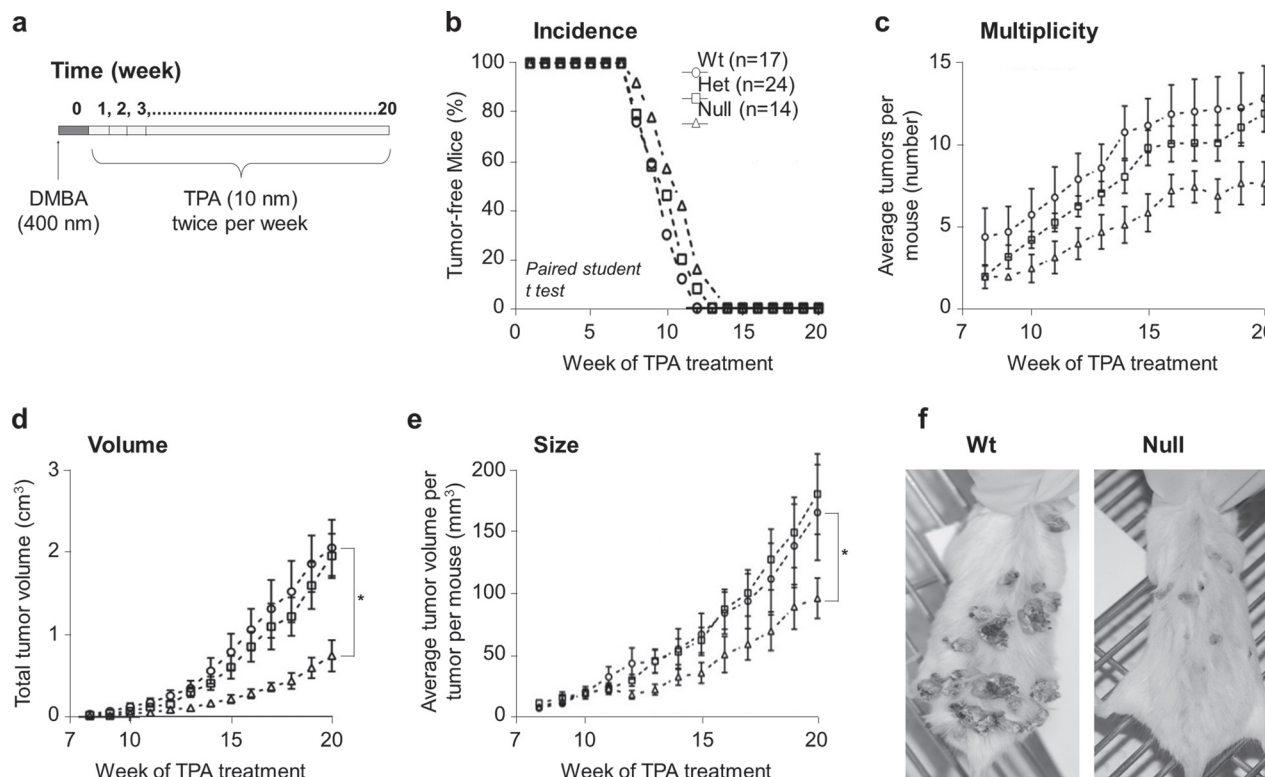 a
Time (week)
0 1, 2, 3,............................................20
DMBA
(400 nm)
TPA (10 nm)
twice per week
b
Incidence
Wt (n=17)
Het (n=24)
Null (n=14)
Tumor-free Mice (%)
100
80
60
40
20
0
Paired student
t test
0 5 10 15 20
Week of TPA treatment
c
Multiplicity
Average tumors per
mouse (number)
15
10
5
0
7 10 15 20
Week of TPA treatment
d
Volume
Total tumor volume (cm³)
3
2
1
0
*
7 10 15 20
Week of TPA treatment
e
Size
Average tumor volume per
tumor per mouse (mm³)
200
150
100
50
0
*
7 10 15 20
Week of TPA treatment
f
Wt Null